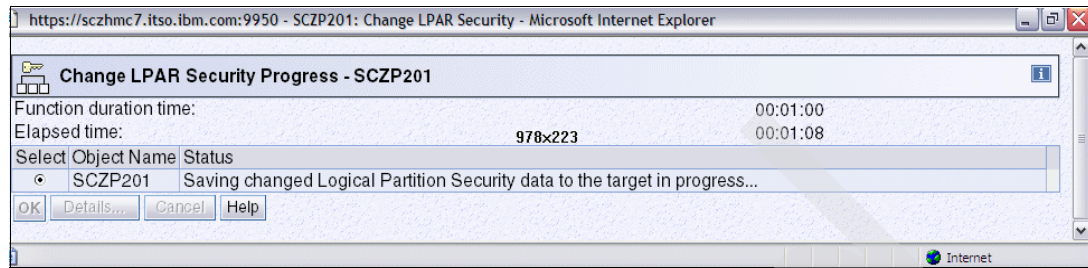 https://sczhmc7.itso.ibm.com:9950 - SCZP201: Change LPAR Security - Microsoft Internet Explorer
Change LPAR Security Progress - SCZP201
Function duration time: 00:01:00
Elapsed time: 00:01:08
978x223
Select Object Name Status
SCZP201 Saving changed Logical Partition Security data to the target in progress...
OK Details... Cancel Help
Internet